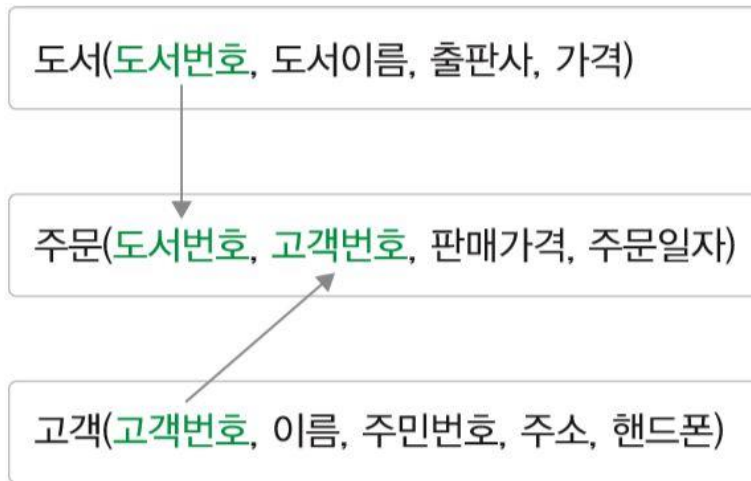 도서(도서번호, 도서이름, 출판사, 가격)
주문(도서번호, 고객번호, 판매가격, 주문일자)
고객(고객번호, 이름, 주민번호, 주소, 핸드폰)